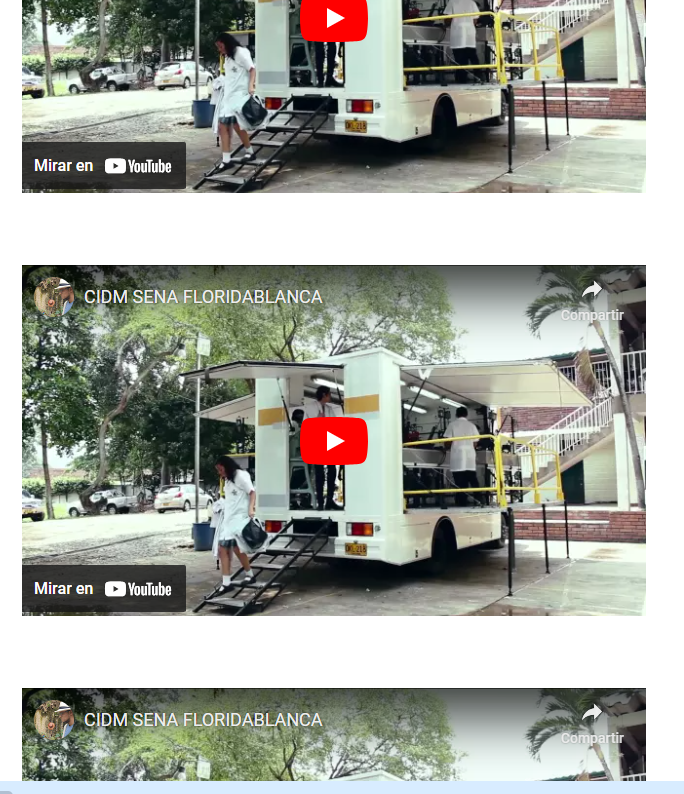 Mirar en YouTube
CIDM SENA FLORIDABLANCA
Compartir
Mirar en YouTube
CIDM SENA FLORIDABLANCA
Compartir